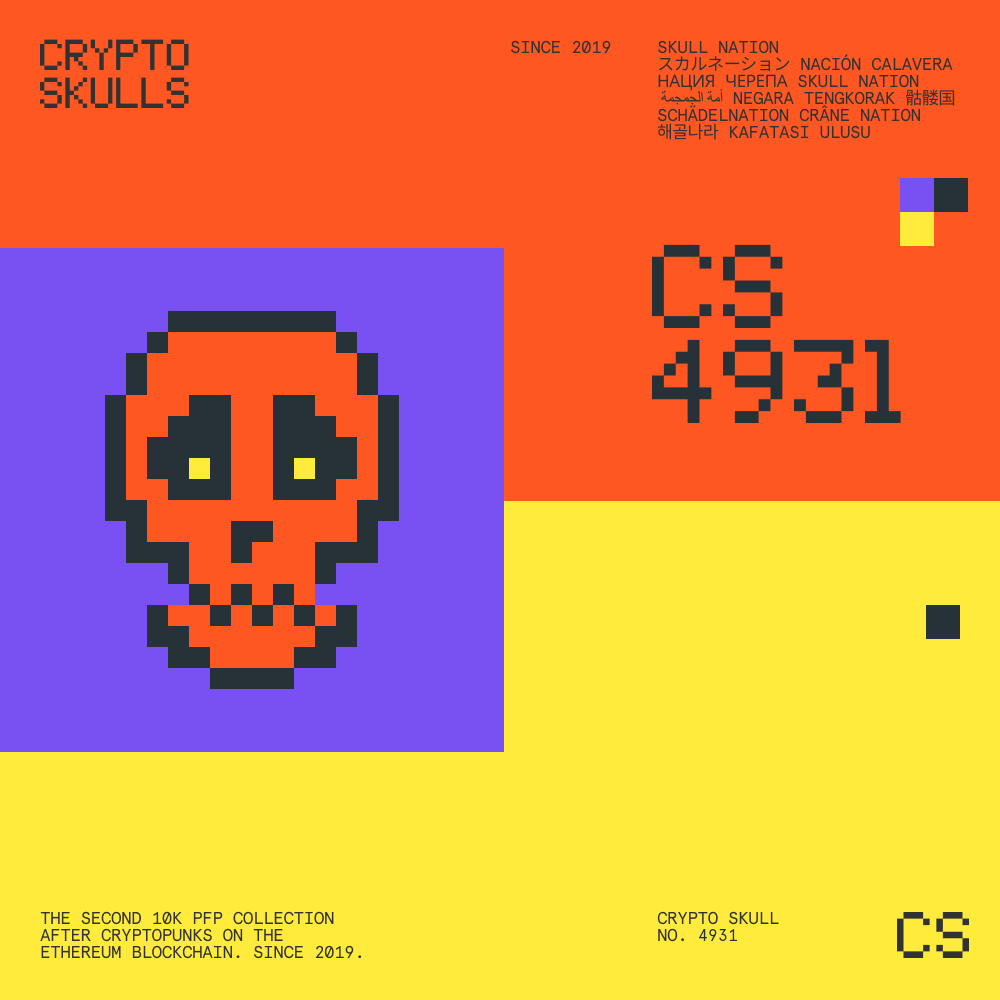 CRYPTO
SKULLS
SINCE 2019
SKULL NATION
スカルネーション NACIÓN CALAVERA
НАЦИЯ ЧЕРЕПА SKULL NATION
أمة الجمجمة NEGARA TENGKORAK 骷髅国
SCHÄDELNATION CRÂNE NATION
해골나라 KAFATASI ULUSU
CS
4931
THE SECOND 10K PFP COLLECTION
AFTER CRYPTOPUNKS ON THE
ETHEREUM BLOCKCHAIN. SINCE 2019.
CRYPTO SKULL
NO. 4931
CS